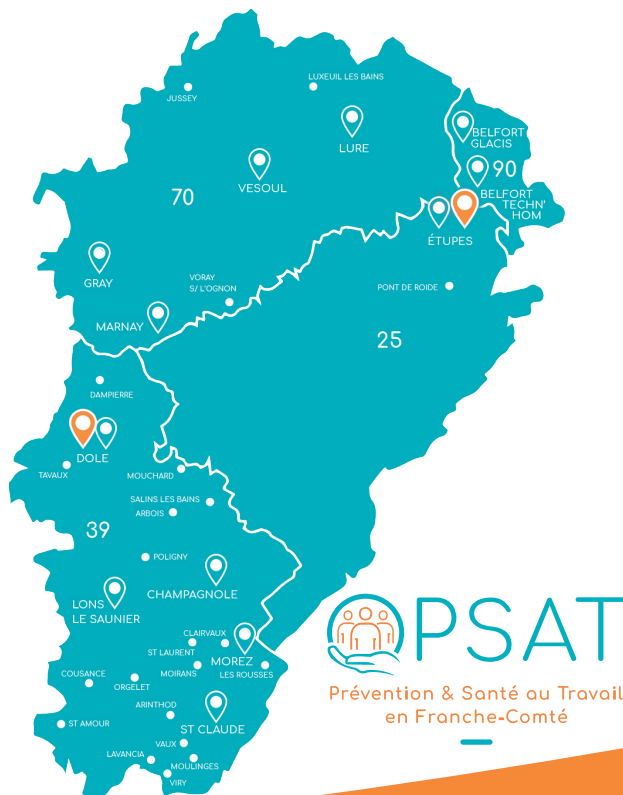 LUXEUIL LES BAINS
JUSSEY
LURE
BELFORT
GLACIS
VESOUL
90
70
BELFORT
TECHN'
HOM
ÉTUPES
GRAY
VORAY
S/ L'OGNON
PONT DE ROIDE
MARNAY
25
DAMPIERRE
DOLE
TAVAUX
MOUCHARD
SALINS LES BAINS
ARBOIS
39
POLIGNY
CHAMPAGNOLE
LONS
LE SAUNIER
CLAIRVAUX
ST LAURENT
MOREZ
MOIRANS
LES ROUSSES
COUSANCE
ORGELET
ARINTHOD
ST AMOUR
ST CLAUDE
VAUX
LAVANCIA
MOULINGES
VIRY
PSAT
Prévention & Santé au Travail
en Franche-Comté